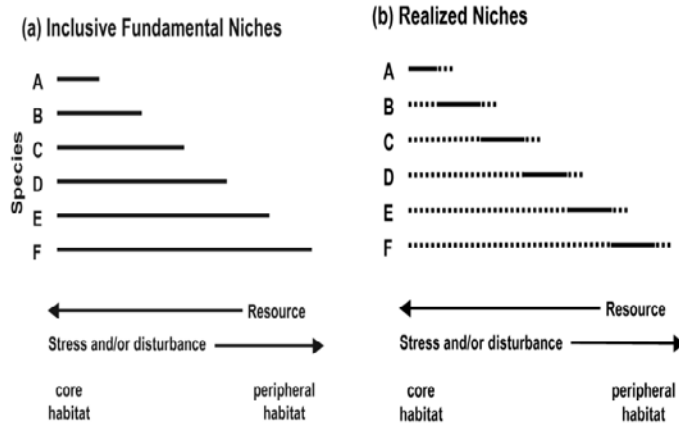 (a) Inclusive Fundamental Niches
Species
A
B
C
D
E
F
Resource
Stress and/or disturbance
core
habitat
peripheral
habitat
(b) Realized Niches
A
B
C
D
E
F
Resource
Stress and/or disturbance
core
habitat
peripheral
habitat